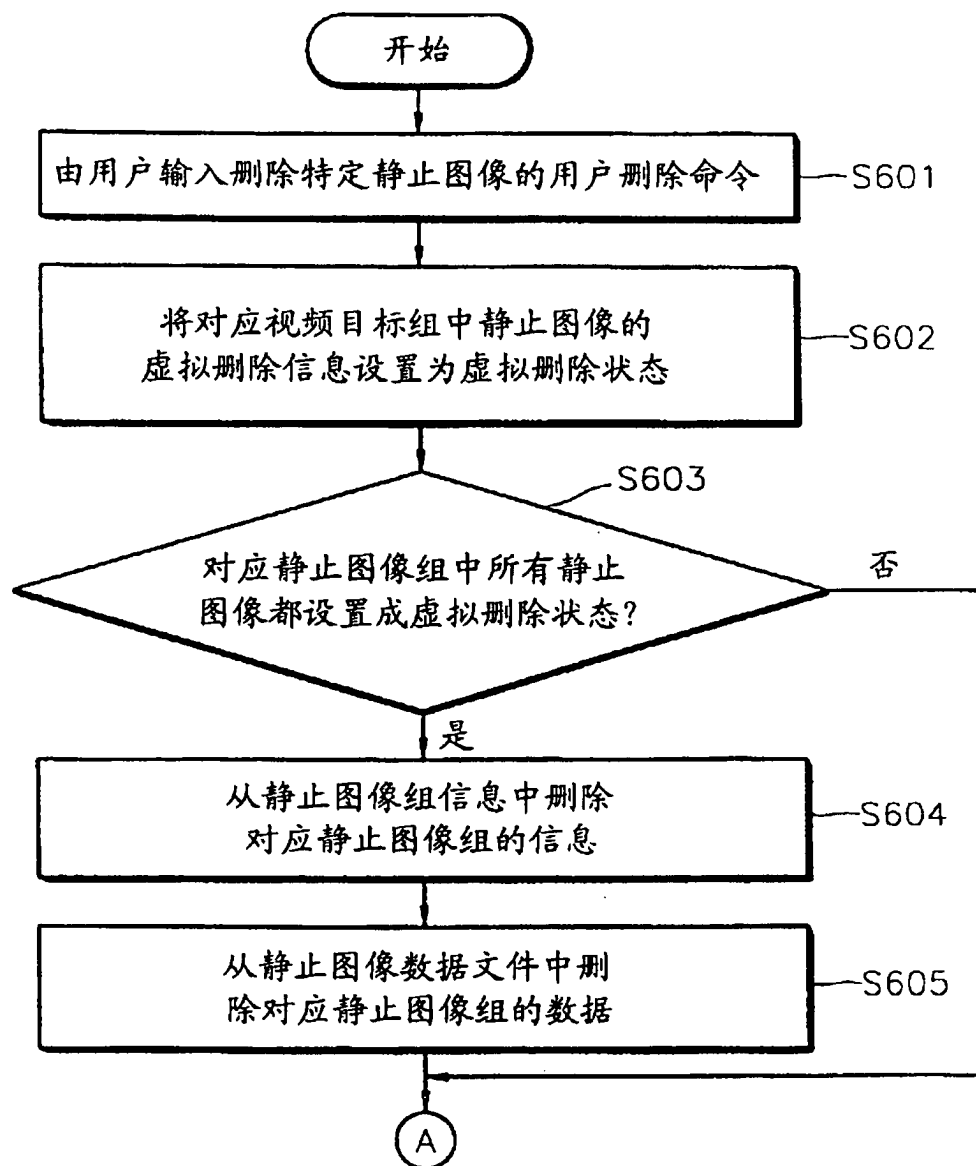 开始
由用户输入删除特定静止图像的用户删除命令
S601
将对应视频目标组中静止图像的
虚拟删除信息设置为虚拟删除状态
S602
S603
对应静止图像组中所有静止
图像都设置成虚拟删除状态?
否
是
从静止图像组信息中删除
对应静止图像组的信息
S604
从静止图像数据文件中删
除对应静止图像组的数据
S605
A